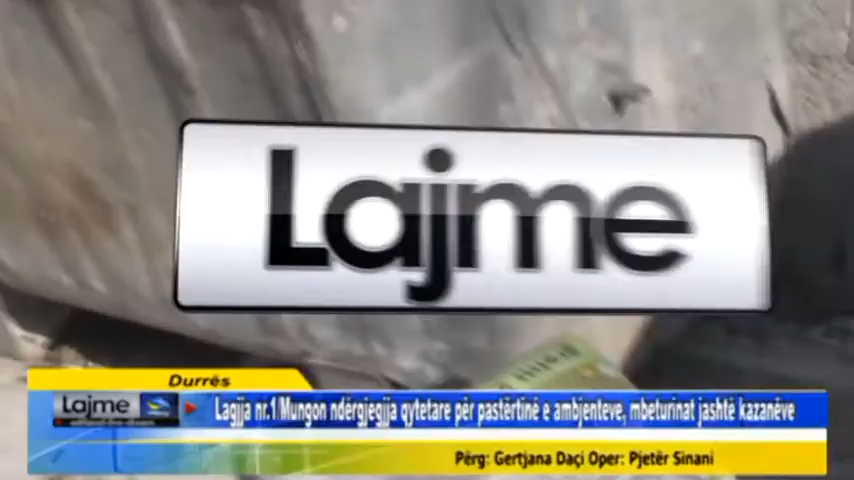 Lajme
Durrës
Lajme
Lagjja nr.1/Mungon ndërgjegjja qytetare për pastërtinë e ambjenteve, mbeturinat jashtë kazanëve
Përg: Gertjana Daçi Oper: Pjetër Sinani